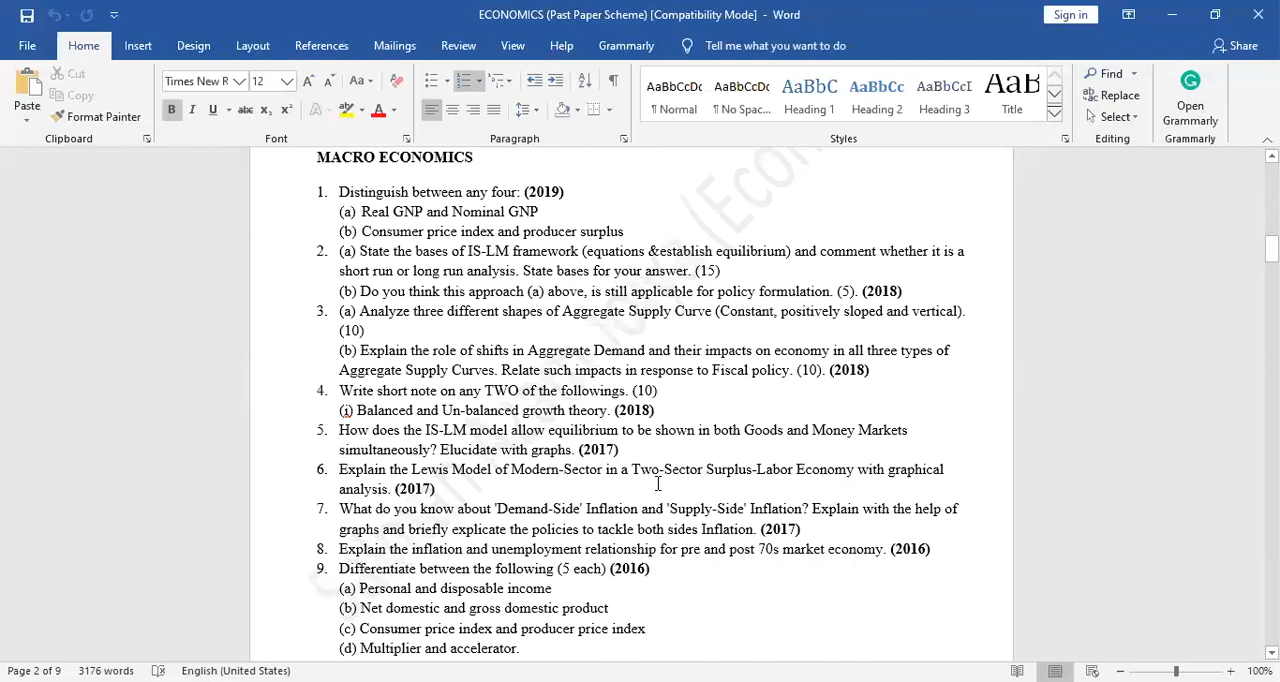 ECONOMICS (Past Paper Scheme) [Compatibility Mode] - Word
Sign in
File Home Insert Design Layout References Mailings Review View Help Grammarly Tell me what you want to do Share
Paste
Cut
Copy
Format Painter
Clipboard
Times New R 12
Aa
B I U abc x₂ x² A A
Font
Paragraph
AaBbCcDc AaBbCcDc AaBbC AaBbCc AaBbCcI AaB
¶ Normal ¶ No Spac... Heading 1 Heading 2 Heading 3 Title
Styles
Find
Replace
Select
Editing
Open
Grammarly
Grammarly
MACRO ECONOMICS
1. Distinguish between any four: (2019)
(a) Real GNP and Nominal GNP
(b) Consumer price index and producer surplus
2. (a) State the bases of IS-LM framework (equations &establish equilibrium) and comment whether it is a
short run or long run analysis. State bases for your answer. (15)
(b) Do you think this approach (a) above, is still applicable for policy formulation. (5). (2018)
3. (a) Analyze three different shapes of Aggregate Supply Curve (Constant, positively sloped and vertical).
(10)
(b) Explain the role of shifts in Aggregate Demand and their impacts on economy in all three types of
Aggregate Supply Curves. Relate such impacts in response to Fiscal policy. (10). (2018)
4. Write short note on any TWO of the followings. (10)
(i) Balanced and Un-balanced growth theory. (2018)
5. How does the IS-LM model allow equilibrium to be shown in both Goods and Money Markets
simultaneously? Elucidate with graphs. (2017)
6. Explain the Lewis Model of Modern-Sector in a Two-Sector Surplus-Labor Economy with graphical
analysis. (2017)
7. What do you know about 'Demand-Side' Inflation and 'Supply-Side' Inflation? Explain with the help of
graphs and briefly explicate the policies to tackle both sides Inflation. (2017)
8. Explain the inflation and unemployment relationship for pre and post 70s market economy. (2016)
9. Differentiate between the following (5 each) (2016)
(a) Personal and disposable income
(b) Net domestic and gross domestic product
(c) Consumer price index and producer price index
(d) Multiplier and accelerator.
Page 2 of 9 3176 words English (United States) 100%